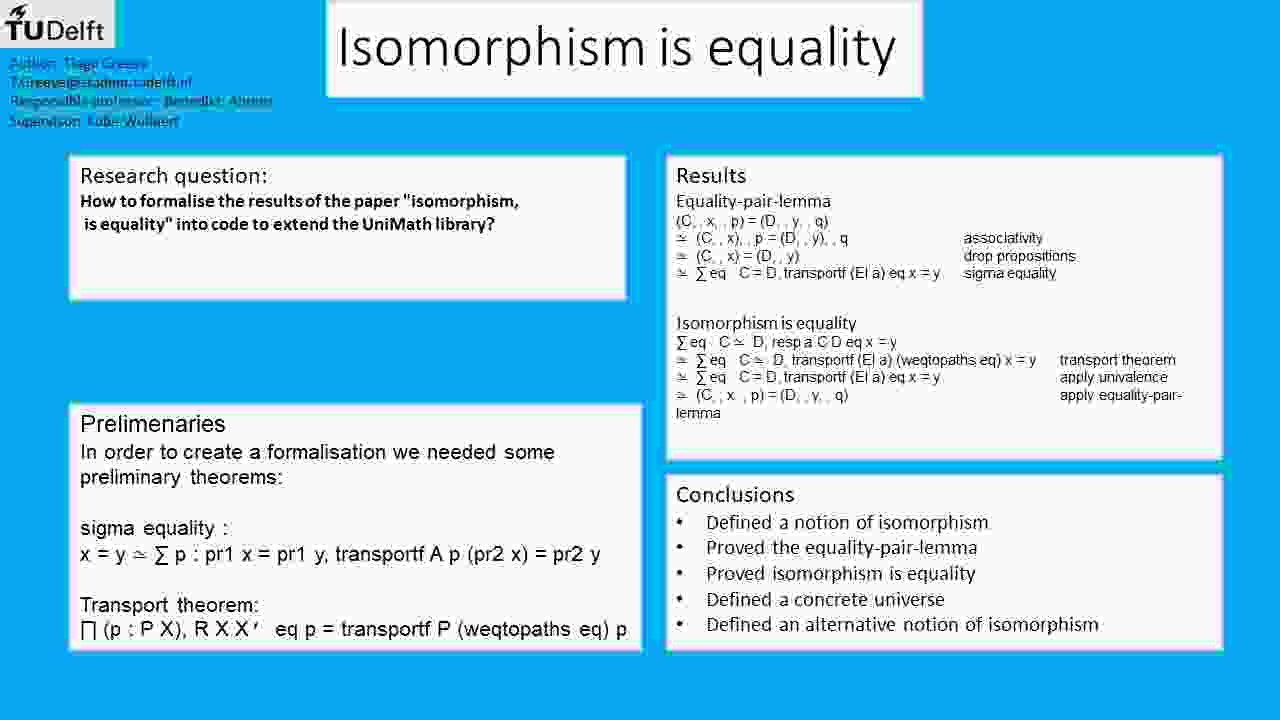 TUDelft
Isomorphism is equality
Author: Tiago
Responsible professor: Benedikt Ahrens
Supervisor: Kobe Wullaert
Research question:
How to formalise the results of the paper "isomorphism,
is equality" into code to extend the UniMath library?
Prelimenaries
In order to create a formalisation we needed some
preliminary theorems:
sigma equality :
x = y ≃ ∑ p : pr1 x = pr1 y, transportf A p (pr2 x) = pr2 y
Transport theorem:
∏ (p : P X), R X X′ eq p = transportf P (weqtopaths eq) p
Results
Equality-pair-lemma
(C, , x, , p) = (D, , y, , q)
≃ (C, , x), , p = (D, , y), , q associativity
≃ (C, , x) = (D, , y) drop propositions
≃ ∑ eq C = D, transportf (El a) eq x = y sigma equality
Isomorphism is equality
∑ eq C ≃ D, resp a C D eq x = y
≃ ∑ eq C ≃ D, transportf (El a) (weqtopaths eq) x = y transport theorem
≃ ∑ eq C = D, transportf (El a) eq x = y apply univalence
≃ (C, , x , , p) = (D, , y, , q) apply equality-pair-
lemma
Conclusions
• Defined a notion of isomorphism
• Proved the equality-pair-lemma
• Proved isomorphism is equality
• Defined a concrete universe
• Defined an alternative notion of isomorphism